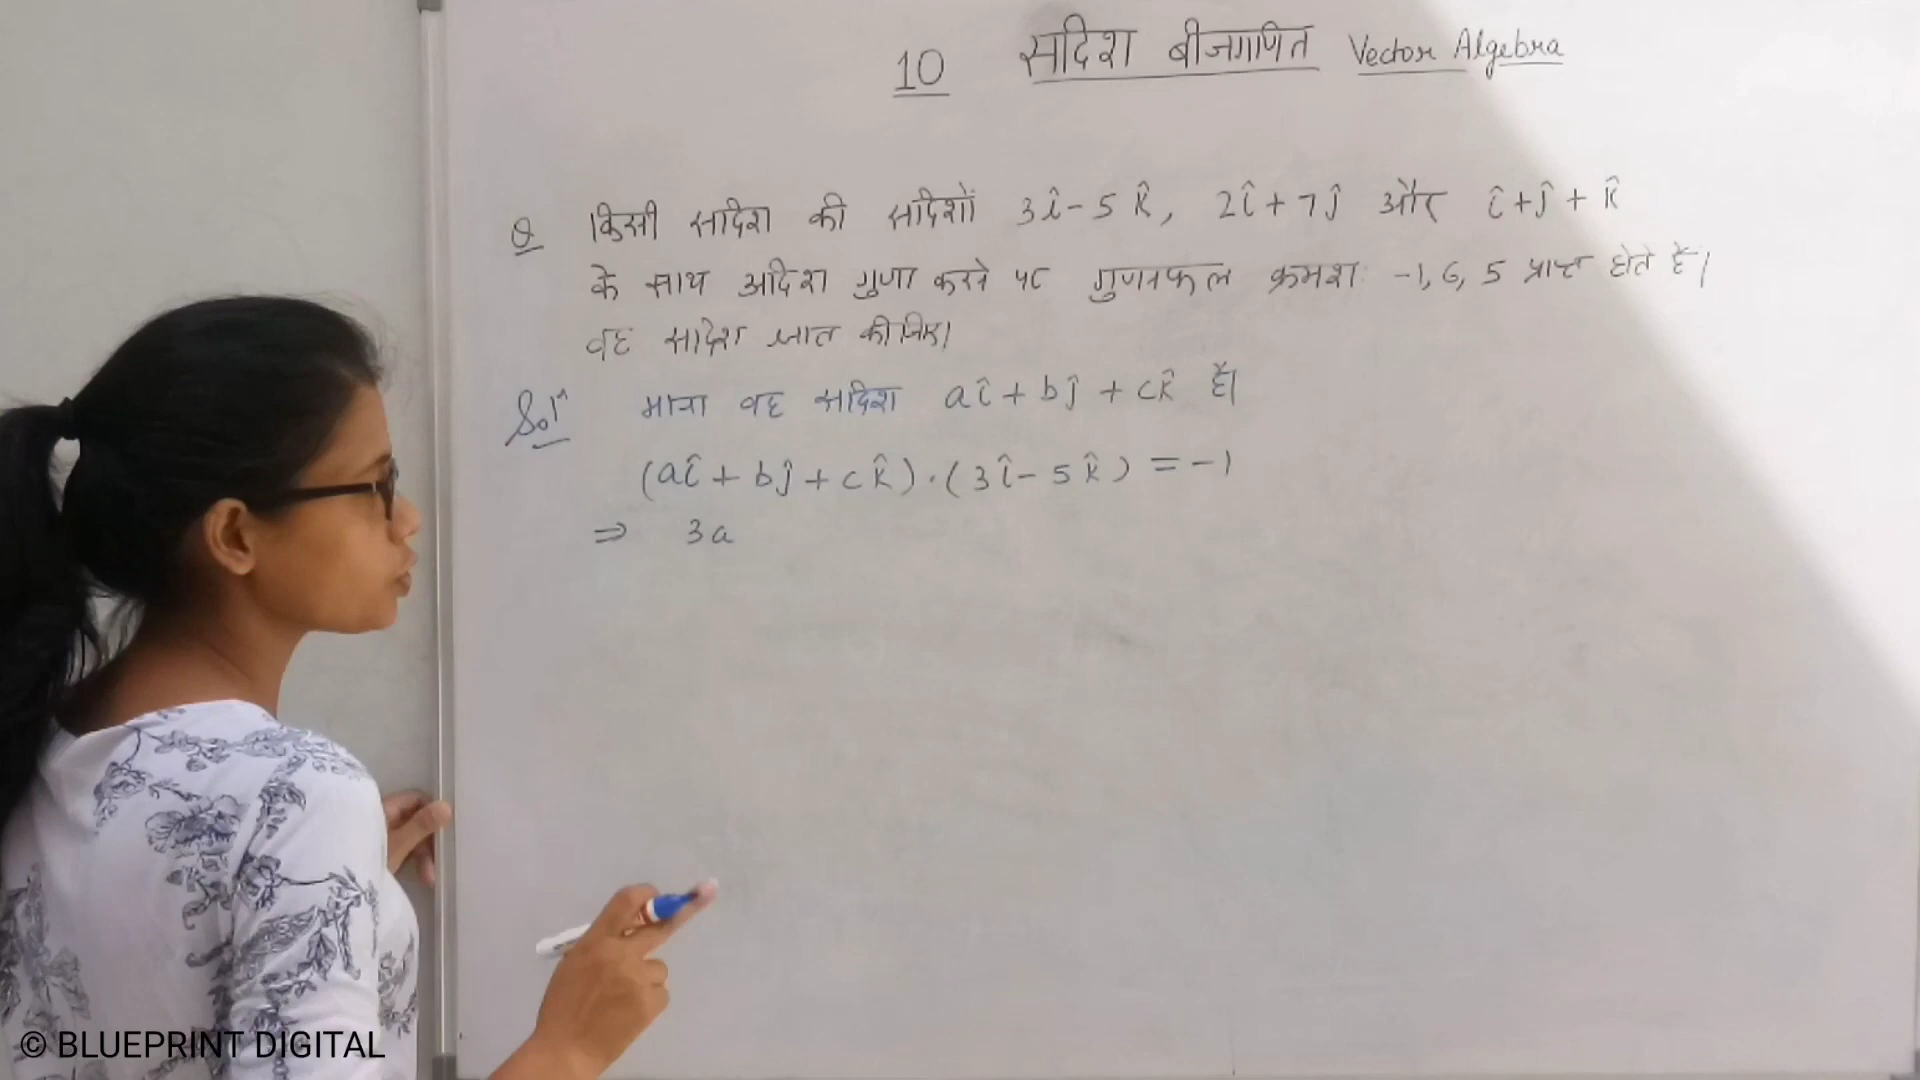 10 सदिश बीजगणित Vector Algebra
Q किसी सदिश की सदिशों 3î - 5k̂, 2î + 7ĵ और î + ĵ + k̂
के साथ अदिश गुणा करने पर गुणनफल क्रमशः -1, 6, 5 प्राप्त होते हैं।
वह सदिश ज्ञात कीजिए।
Solⁿ माना वह सदिश aî + bĵ + ck̂ है।
(aî + bĵ + ck̂) · (3î - 5k̂) = -1
⇒ 3a
© BLUEPRINT DIGITAL